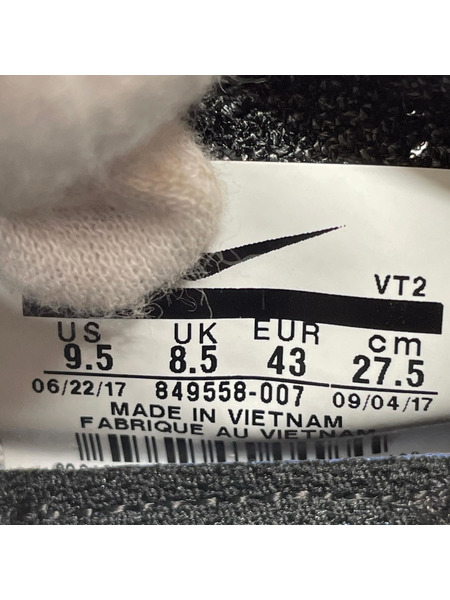 VT2
US UK EUR cm
9.5 8.5 43 27.5
06/22/17 849558-007 09/04/17
MADE IN VIETNAM
FABRIQUE AU VIETNAM